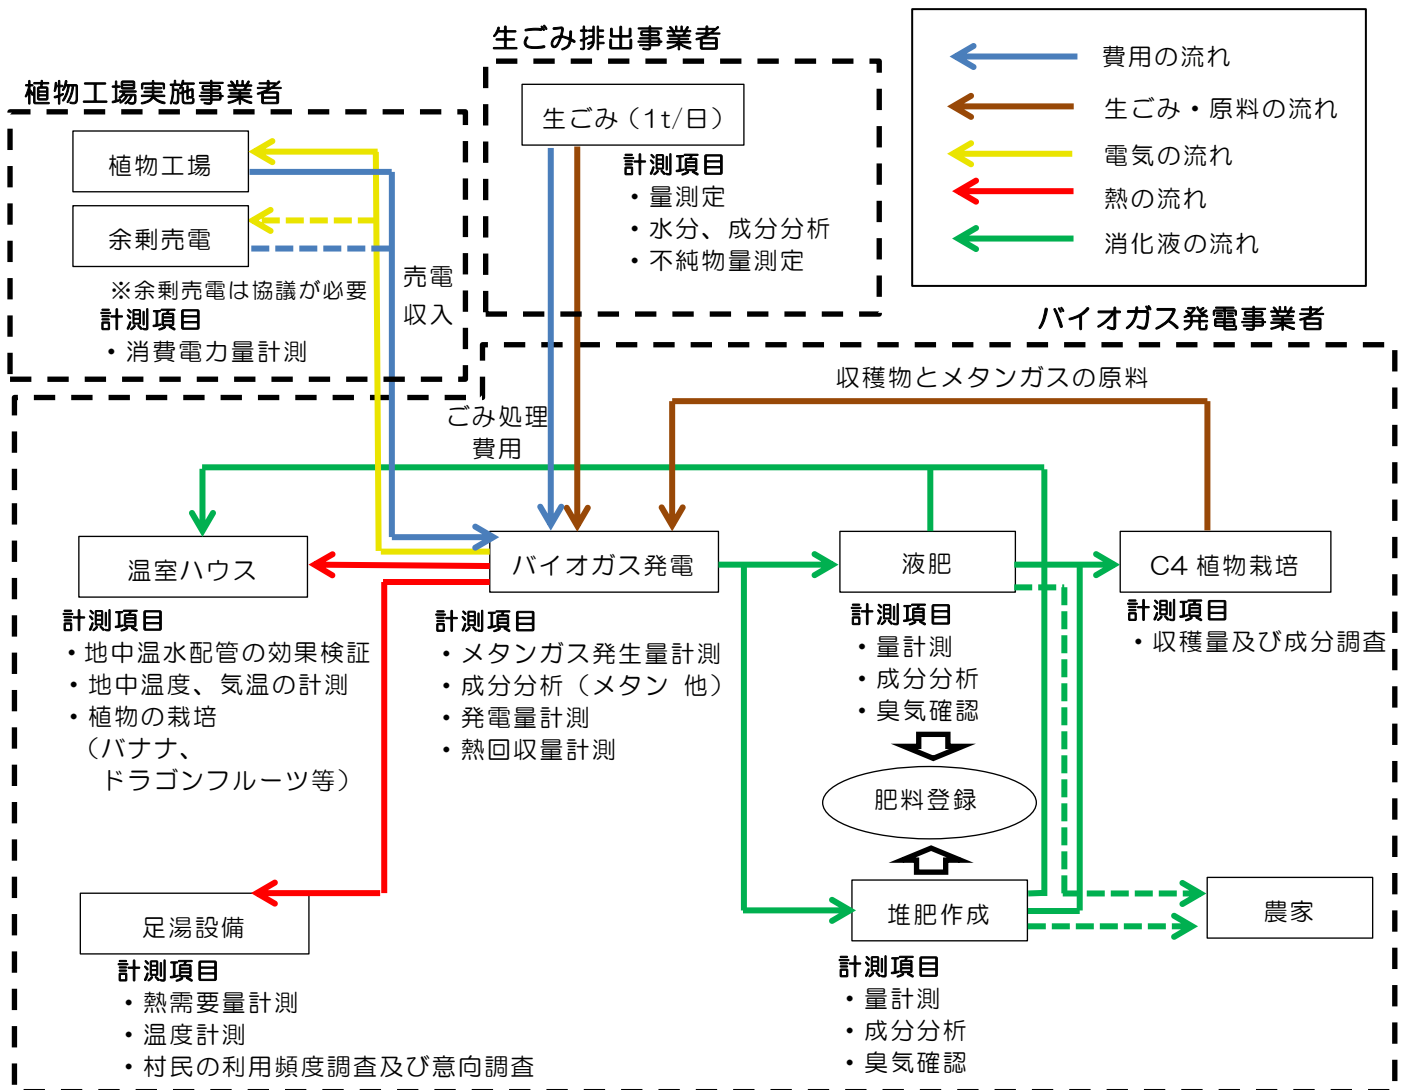 生ごみ排出事業者
植物工場実施事業者
費用の流れ
生ごみ・原料の流れ
電気の流れ
熱の流れ
消化液の流れ
生ごみ（1t/日）
計測項目
・量測定
・水分、成分分析
・不純物量測定
植物工場
余剰売電
※余剰売電は協議が必要
計測項目
・消費電力量計測
売電
収入
バイオガス発電事業者
収穫物とメタンガスの原料
ごみ処理
費用
温室ハウス
計測項目
・地中温水配管の効果検証
・地中温度、気温の計測
・植物の栽培
（バナナ、
ドラゴンフルーツ等）
バイオガス発電
計測項目
・メタンガス発生量計測
・成分分析（メタン 他）
・発電量計測
・熱回収量計測
液肥
計測項目
・量計測
・成分分析
・臭気確認
C4 植物栽培
計測項目
・収穫量及び成分調査
肥料登録
足湯設備
計測項目
・熱需要量計測
・温度計測
・村民の利用頻度調査及び意向調査
堆肥作成
計測項目
・量計測
・成分分析
・臭気確認
農家